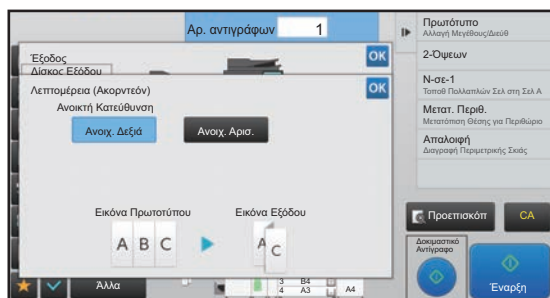 Αρ. αντιγράφων 1
Έξοδος
Δίσκος Εξόδου
OK
Λεπτομέρεια (Ακορντεόν)
OK
Ανοικτή Κατεύθυνση
Ανοιχ. Δεξιά
Ανοιχ. Αρισ.
Εικόνα Πρωτοτύπου
Εικόνα Εξόδου
A B C
A C
Άλλα
3 B4
4 A3
A4
Πρωτότυπο
Αλλαγή Μεγέθους/Διεύθ
2-Όψεων
N-σε-1
Τοποθ Πολλαπλών Σελ στη Σελ Α
Μετατ. Περιθ.
Μετατόπιση Θέσης για Περιθώριο
Απαλοιφή
Διαγραφή Περιμετρικής Σκιάς
Προεπισκόπ
CA
Δοκιμαστικό
Αντίγραφο
Έναρξη